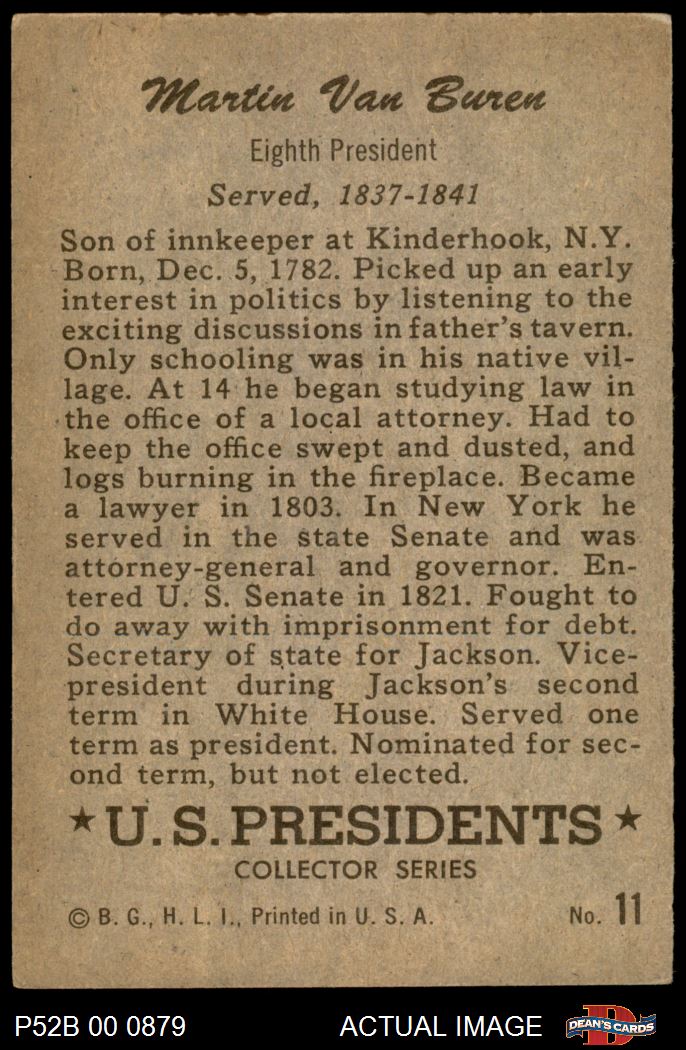 Martin Van Buren
Eighth President
Served, 1837-1841
Son of innkeeper at Kinderhook, N.Y.
Born, Dec. 5, 1782. Picked up an early
interest in politics by listening to the
exciting discussions in father's tavern.
Only schooling was in his native vil-
lage. At 14 he began studying law in
the office of a local attorney. Had to
keep the office swept and dusted, and
logs burning in the fireplace. Became
a lawyer in 1803. In New York he
served in the state Senate and was
attorney-general and governor. En-
tered U. S. Senate in 1821. Fought to
do away with imprisonment for debt.
Secretary of state for Jackson. Vice-
president during Jackson's second
term in White House. Served one
term as president. Nominated for sec-
ond term, but not elected.
★ U.S. PRESIDENTS ★
COLLECTOR SERIES
© B. G., H. L. I., Printed in U. S. A. No. 11
P52B 00 0879 ACTUAL IMAGE D DEAN'S CARDS